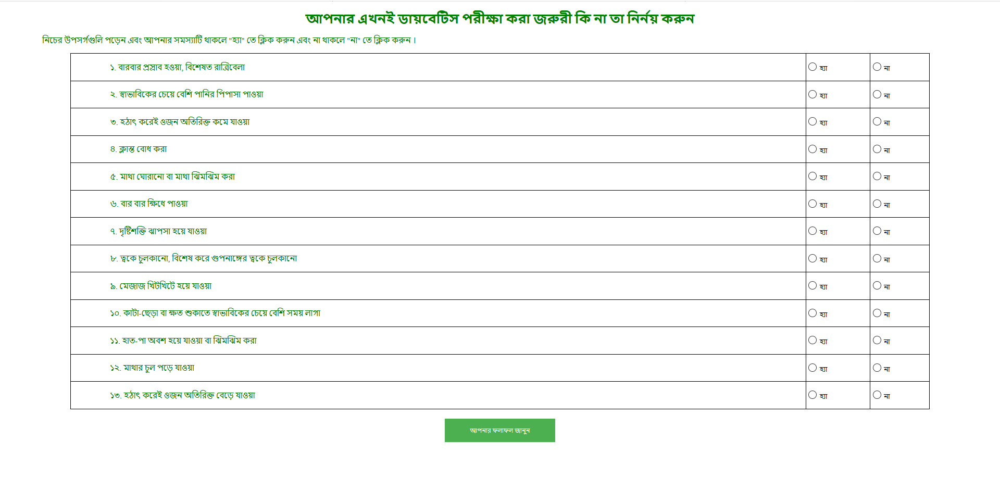 আপনার এখনই ডায়বেটিস পরীক্ষা করা জরুরী কি না তা নির্নয় করুন
নিচের উপসর্গগুলি পড়েন এবং আপনার সমস্যাটি থাকলে "হ্যা" তে ক্লিক করুন এবং না থাকলে "না" তে ক্লিক করুন ।
১. বারবার প্রস্রাব হওয়া, বিশেষত রাত্রিবেলা হ্যা না
২. স্বাভাবিকের চেয়ে বেশি পানির পিপাসা পাওয়া হ্যা না
৩. হঠাৎ করেই ওজন অতিরিক্ত কমে যাওয়া হ্যা না
৪. ক্লান্ত বোধ করা হ্যা না
৫. মাথা ঘোরানো বা মাথা ঝিমঝিম করা হ্যা না
৬. বার বার ক্ষিধে পাওয়া হ্যা না
৭. দৃষ্টিশক্তি ঝাপসা হয়ে যাওয়া হ্যা না
৮. ত্বকে চুলকানো, বিশেষ করে গুপনাঙ্গের ত্বকে চুলকানো হ্যা না
৯. মেজাজ খিটখিটে হয়ে যাওয়া হ্যা না
১০. কাটা-ছেড়া বা ক্ষত শুকাতে স্বাভাবিকের চেয়ে বেশি সময় লাগা হ্যা না
১১. হাত-পা অবশ হয়ে যাওয়া বা ঝিমঝিম করা হ্যা না
১২. মাথার চুল পড়ে যাওয়া হ্যা না
১৩. হঠাৎ করেই ওজন অতিরিক্ত বেড়ে যাওয়া হ্যা না
আপনার ফলাফল জানুন